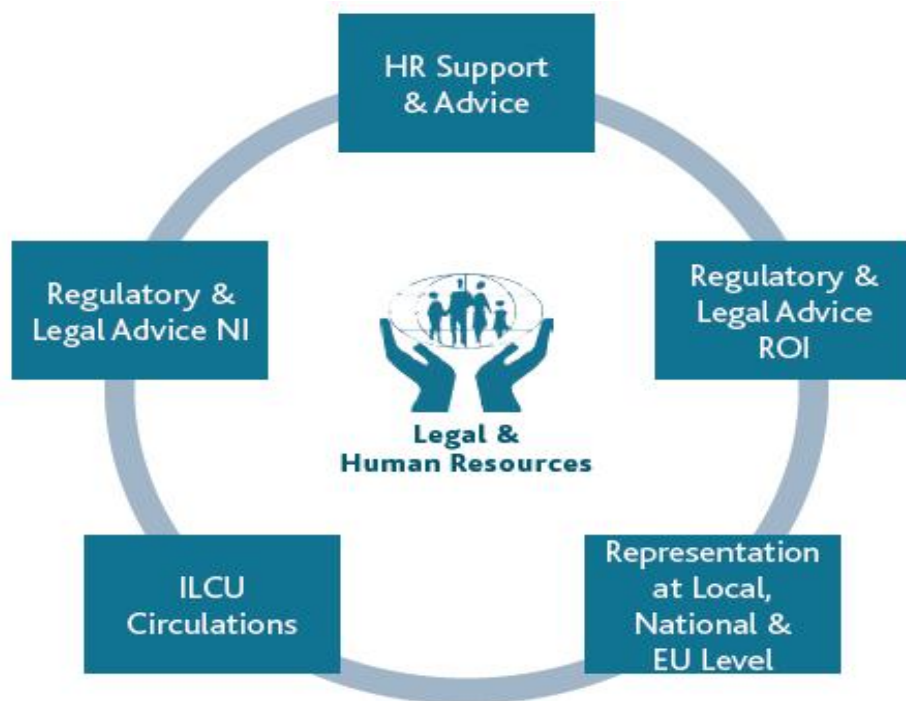 HR Support
& Advice
Regulatory &
Legal Advice NI
Regulatory &
Legal Advice
ROI
Legal &
Human Resources
ILCU
Circulations
Representation
at Local,
National &
EU Level